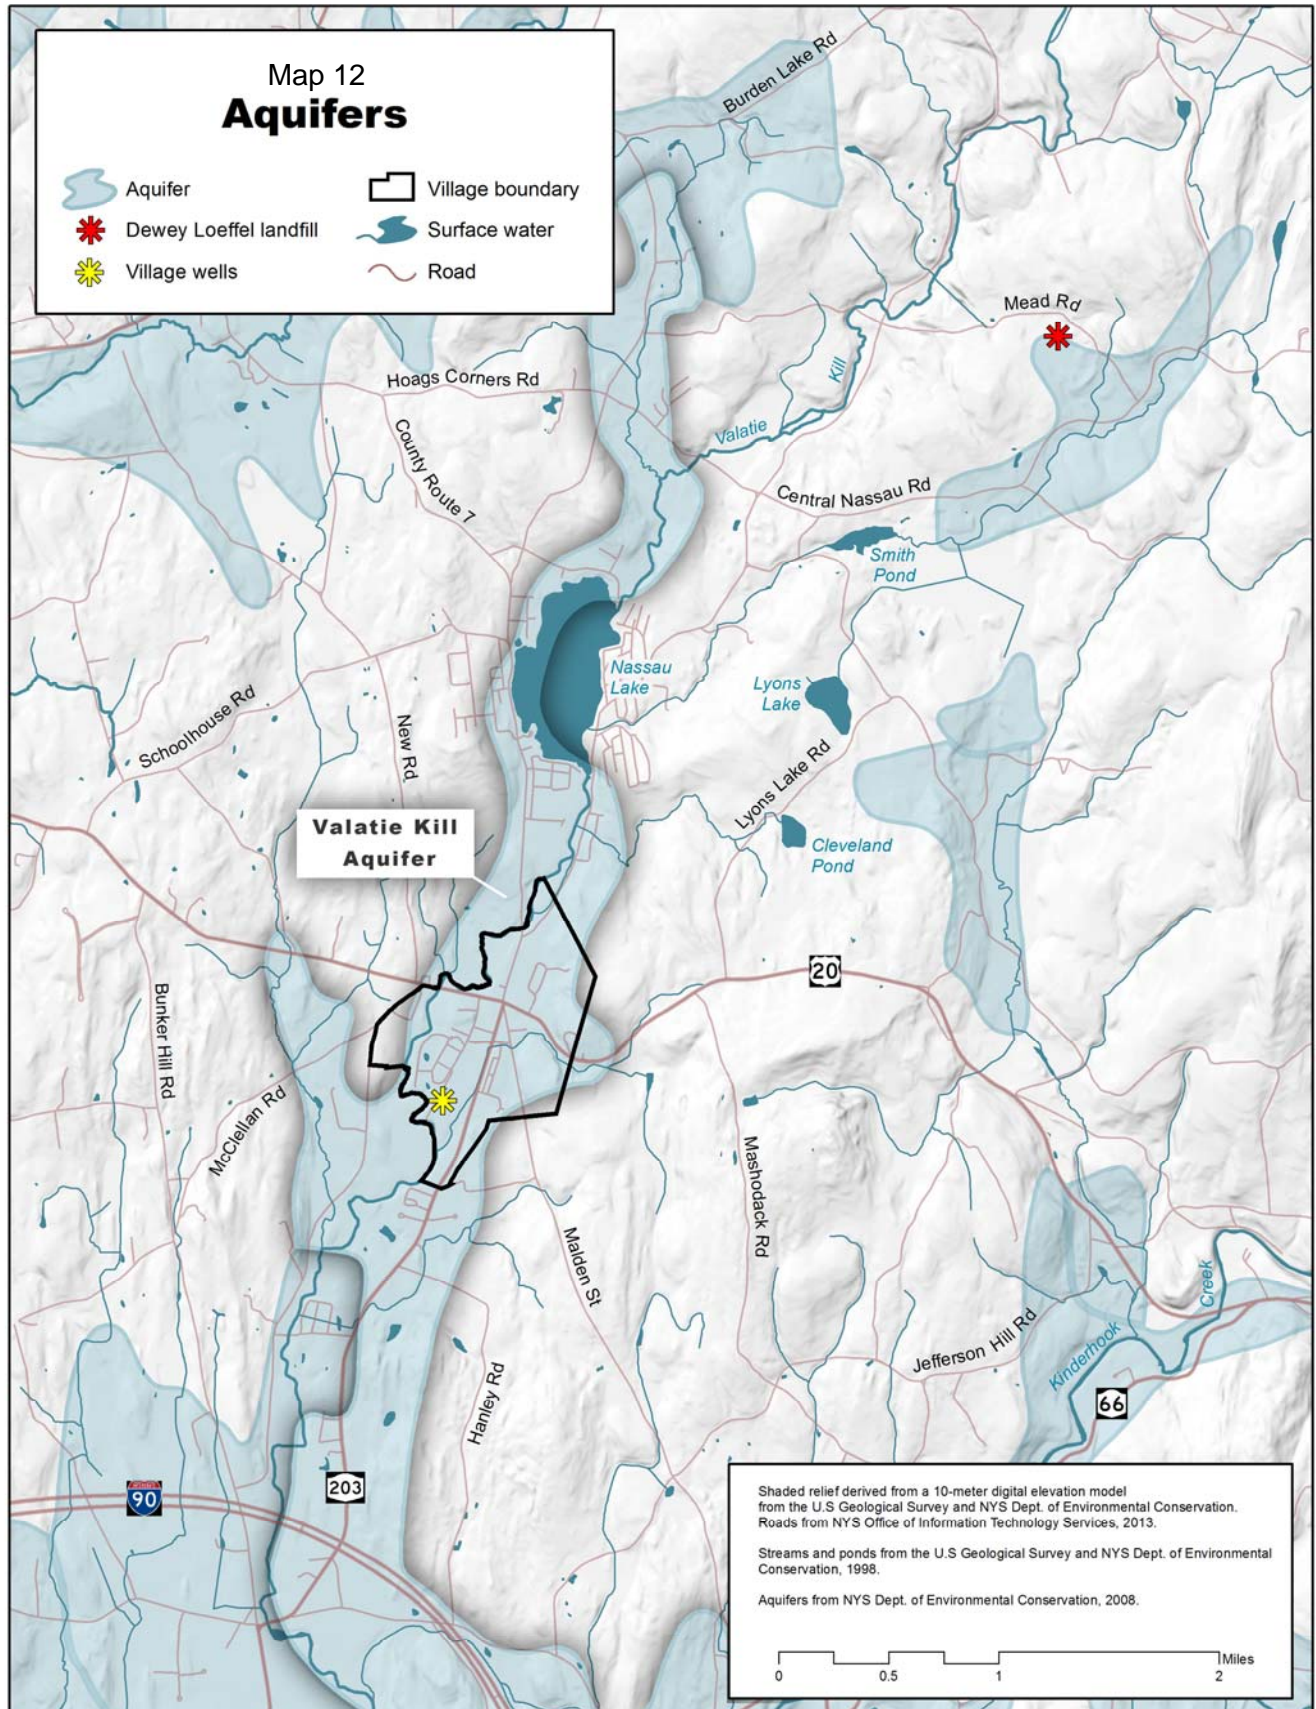 Map 12
Aquifers
Aquifer
Village boundary
Dewey Loeffel landfill
Surface water
Village wells
Road
Burden Lake Rd
Mead Rd
Hoags Corners Rd
Kill
Valatie
County Route 7
Central Nassau Rd
Smith
Pond
Nassau
Lake
Lyons
Lake
Schoolhouse Rd
New Rd
Lyons Lake Rd
Valatie Kill
Aquifer
Cleveland
Pond
20
Bunker Hill Rd
McClellan Rd
Mashodack Rd
Malden St
Creek
Jefferson Hill Rd
Kinderhook
Hanley Rd
66
90
203
Shaded relief derived from a 10-meter digital elevation model
from the U.S Geological Survey and NYS Dept. of Environmental Conservation.
Roads from NYS Office of Information Technology Services, 2013.
Streams and ponds from the U.S Geological Survey and NYS Dept. of Environmental
Conservation, 1998.
Aquifers from NYS Dept. of Environmental Conservation, 2008.
Miles
0 0.5 1 2